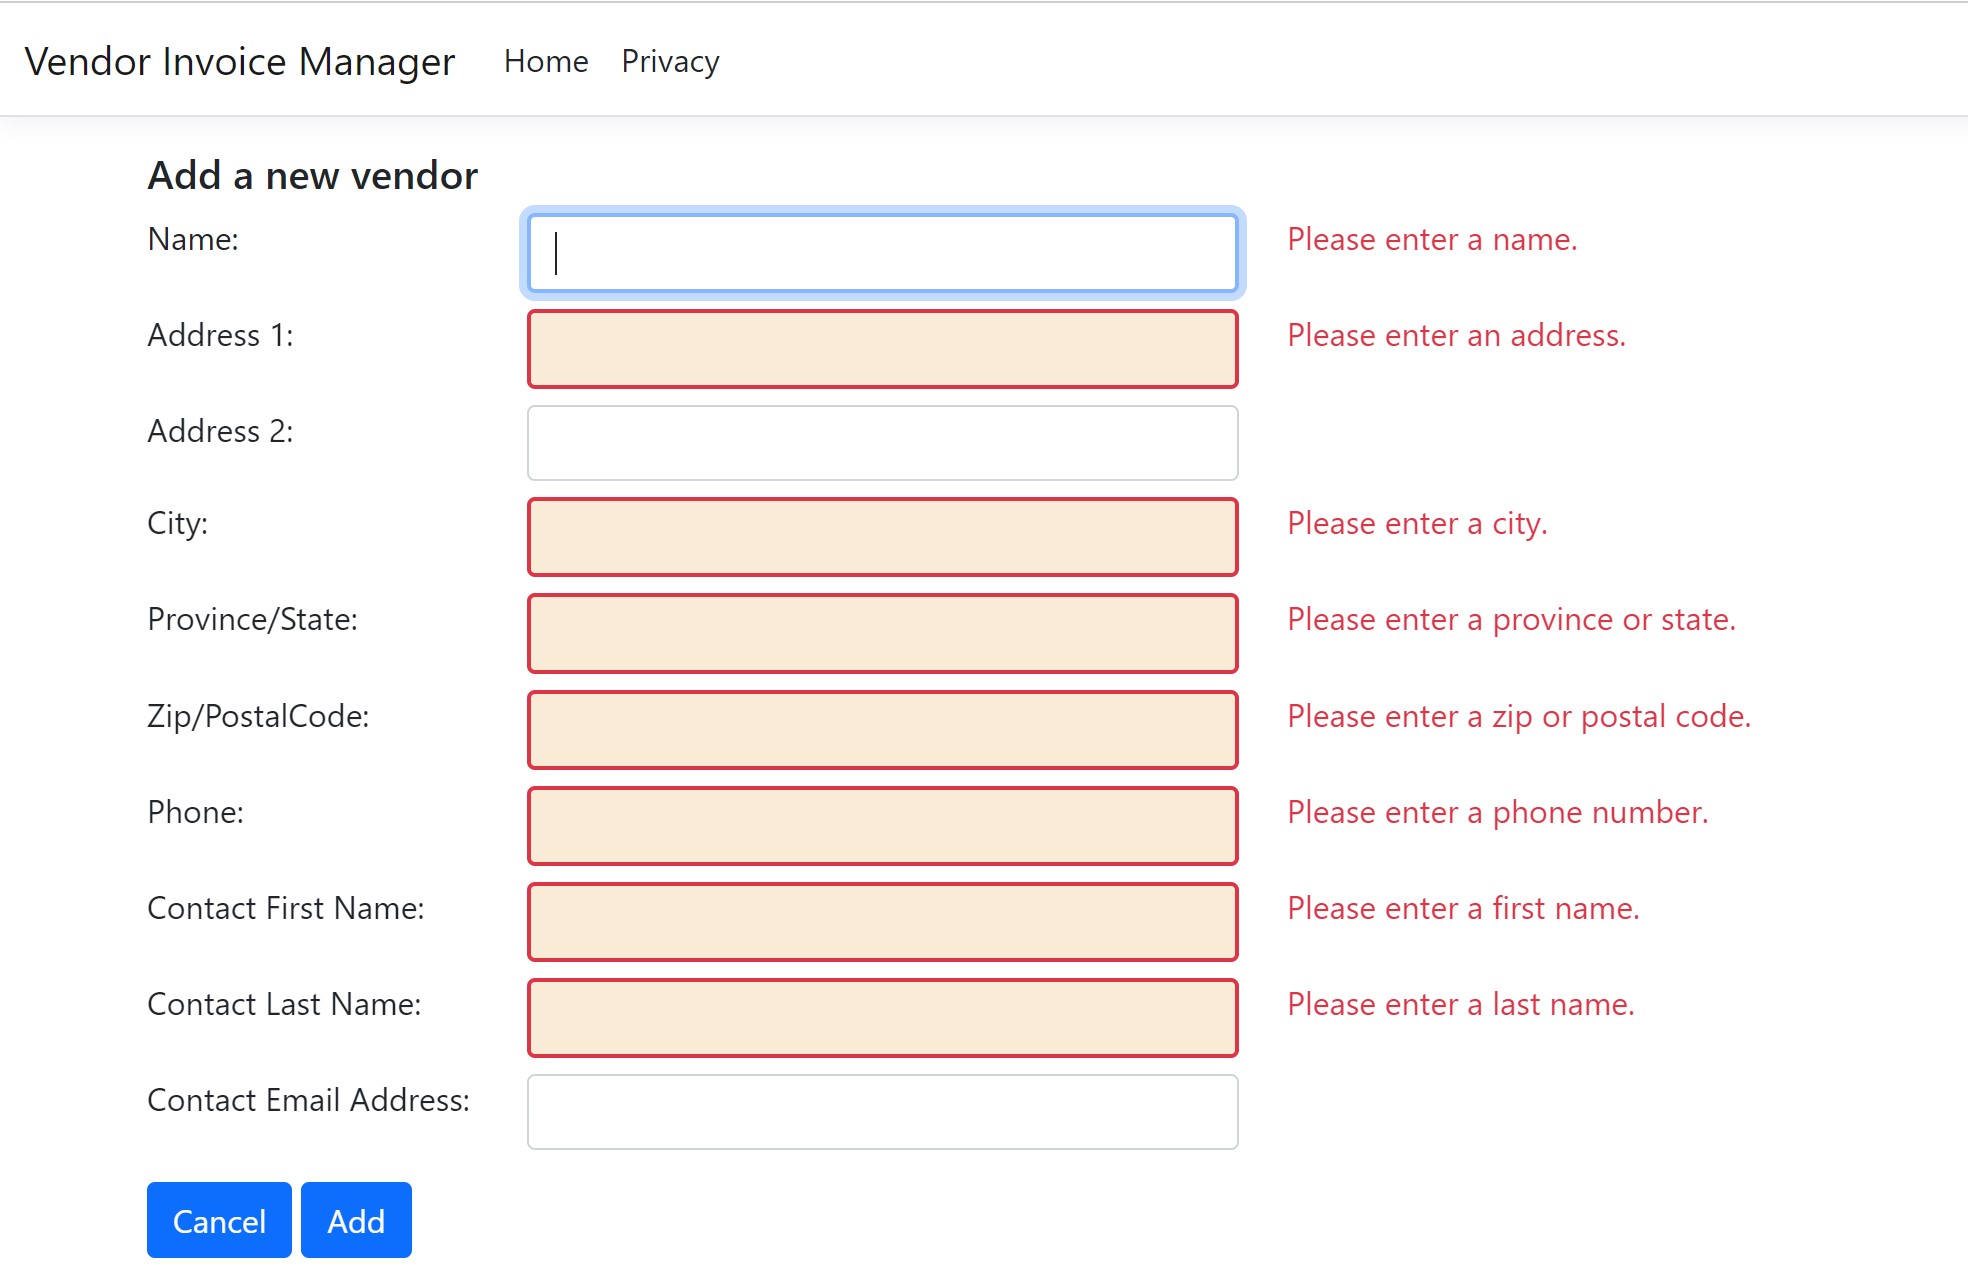 Vendor Invoice Manager Home Privacy
Add a new vendor
Name: Please enter a name.
Address 1: Please enter an address.
Address 2:
City: Please enter a city.
Province/State: Please enter a province or state.
Zip/PostalCode: Please enter a zip or postal code.
Phone: Please enter a phone number.
Contact First Name: Please enter a first name.
Contact Last Name: Please enter a last name.
Contact Email Address:
Cancel Add